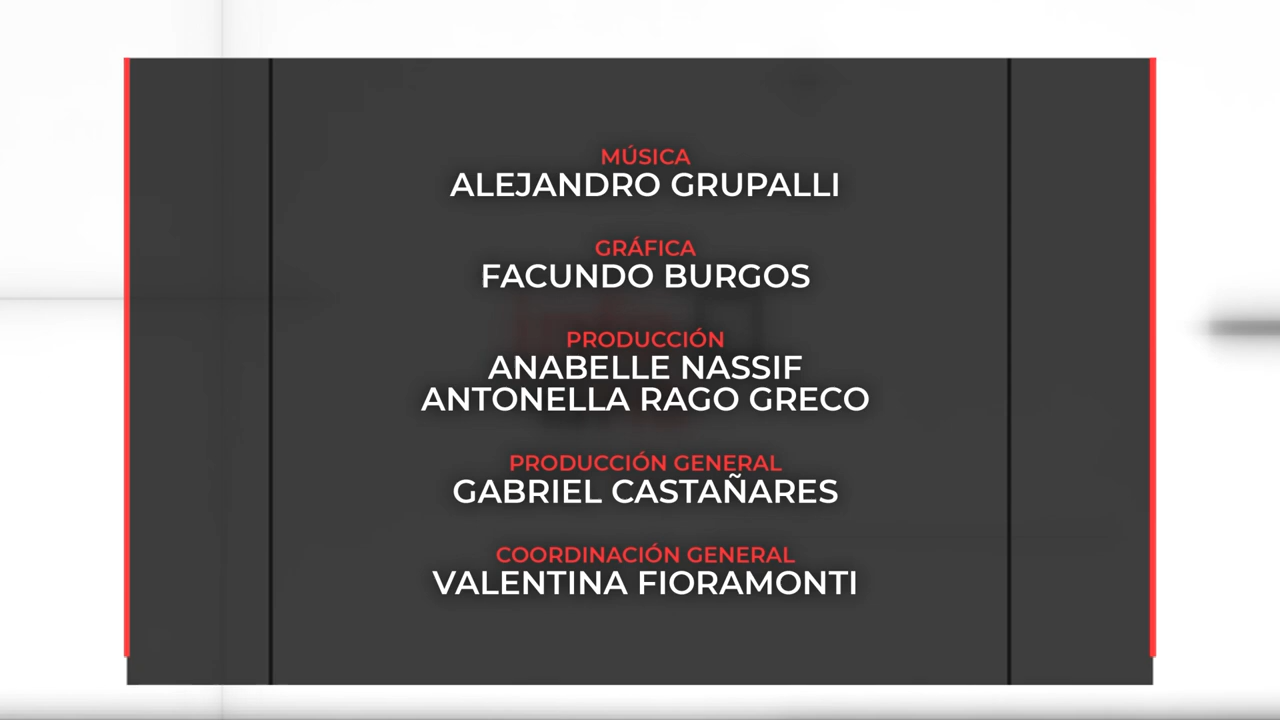 MÚSICA
ALEJANDRO GRUPALLI
GRÁFICA
FACUNDO BURGOS
PRODUCCIÓN
ANABELLE NASSIF
ANTONELLA RAGO GRECO
PRODUCCIÓN GENERAL
GABRIEL CASTAÑARES
COORDINACIÓN GENERAL
VALENTINA FIORAMONTI